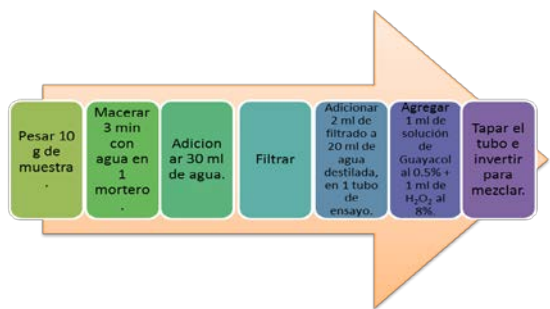 Pesar 10
g de
muestra
.
Macerar
3 min
con
agua en
1
mortero
.
Adicion
ar 30 ml
de agua.
Filtrar
Adicionar
2 ml de
filtrado a
20 ml de
agua
destilada,
en 1 tubo
de
ensayo.
Agregar
1 ml de
solución
de
Guayacol
al 0.5% +
1 ml de
H₂O₂ al
8%.
Tapar el
tubo e
invertir
para
mezclar.